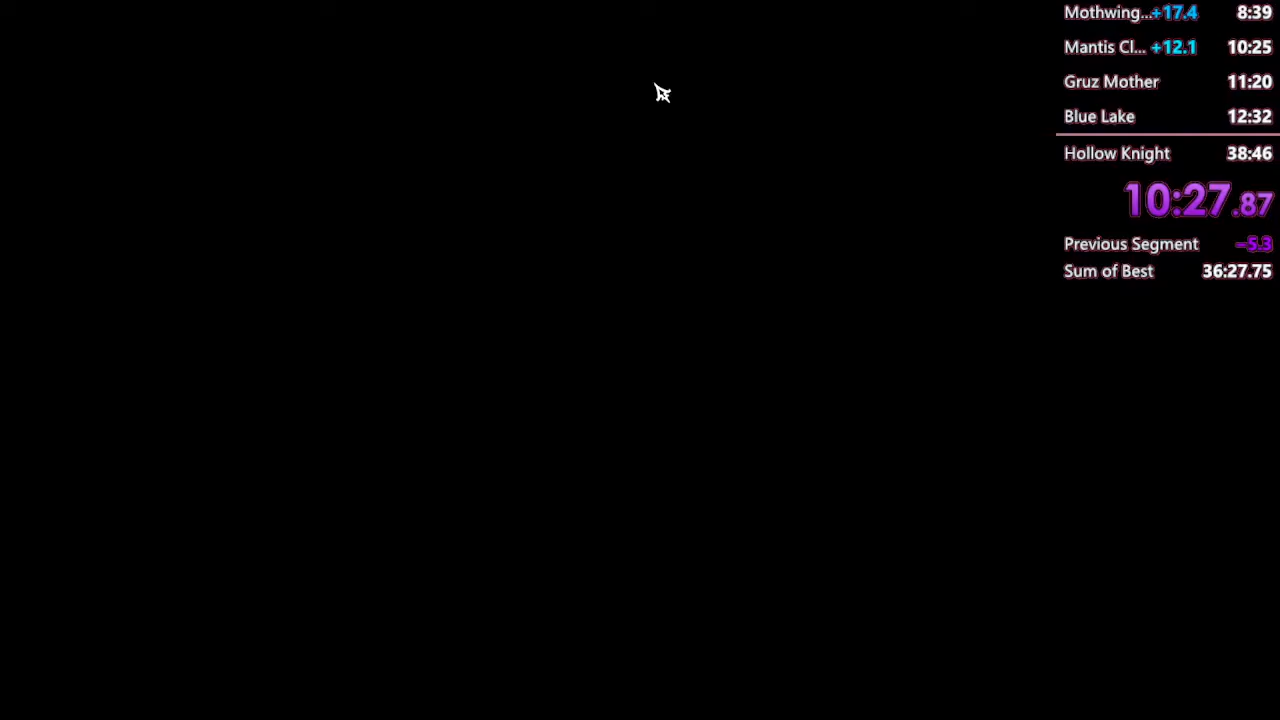 Mothwing...+17.4 8:39
Mantis Cl... +12.1 10:25
Gruz Mother 11:20
Blue Lake 12:32
Hollow Knight 38:46
10:27.87
Previous Segment -5.3
Sum of Best 36:27.75